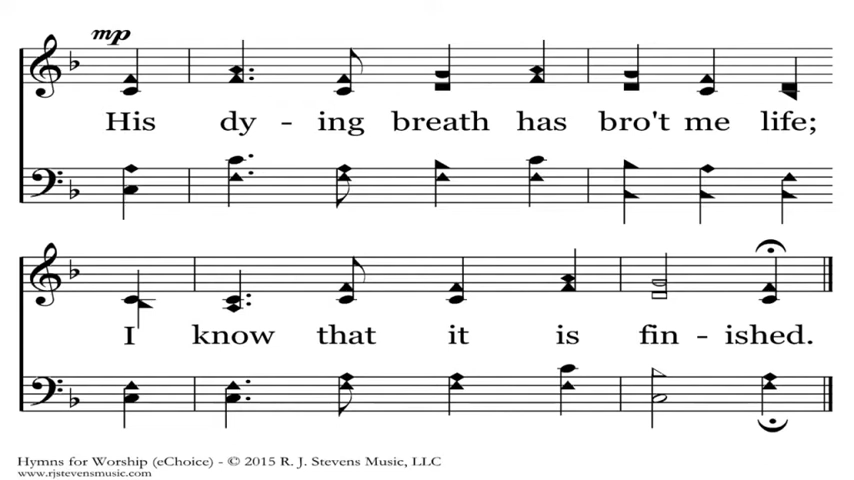 mp
His dy - ing breath has bro't me life;
I know that it is fin - ished.
Hymns for Worship (eChoice) - © 2015 R. J. Stevens Music, LLC
www.rjstevensmusic.com